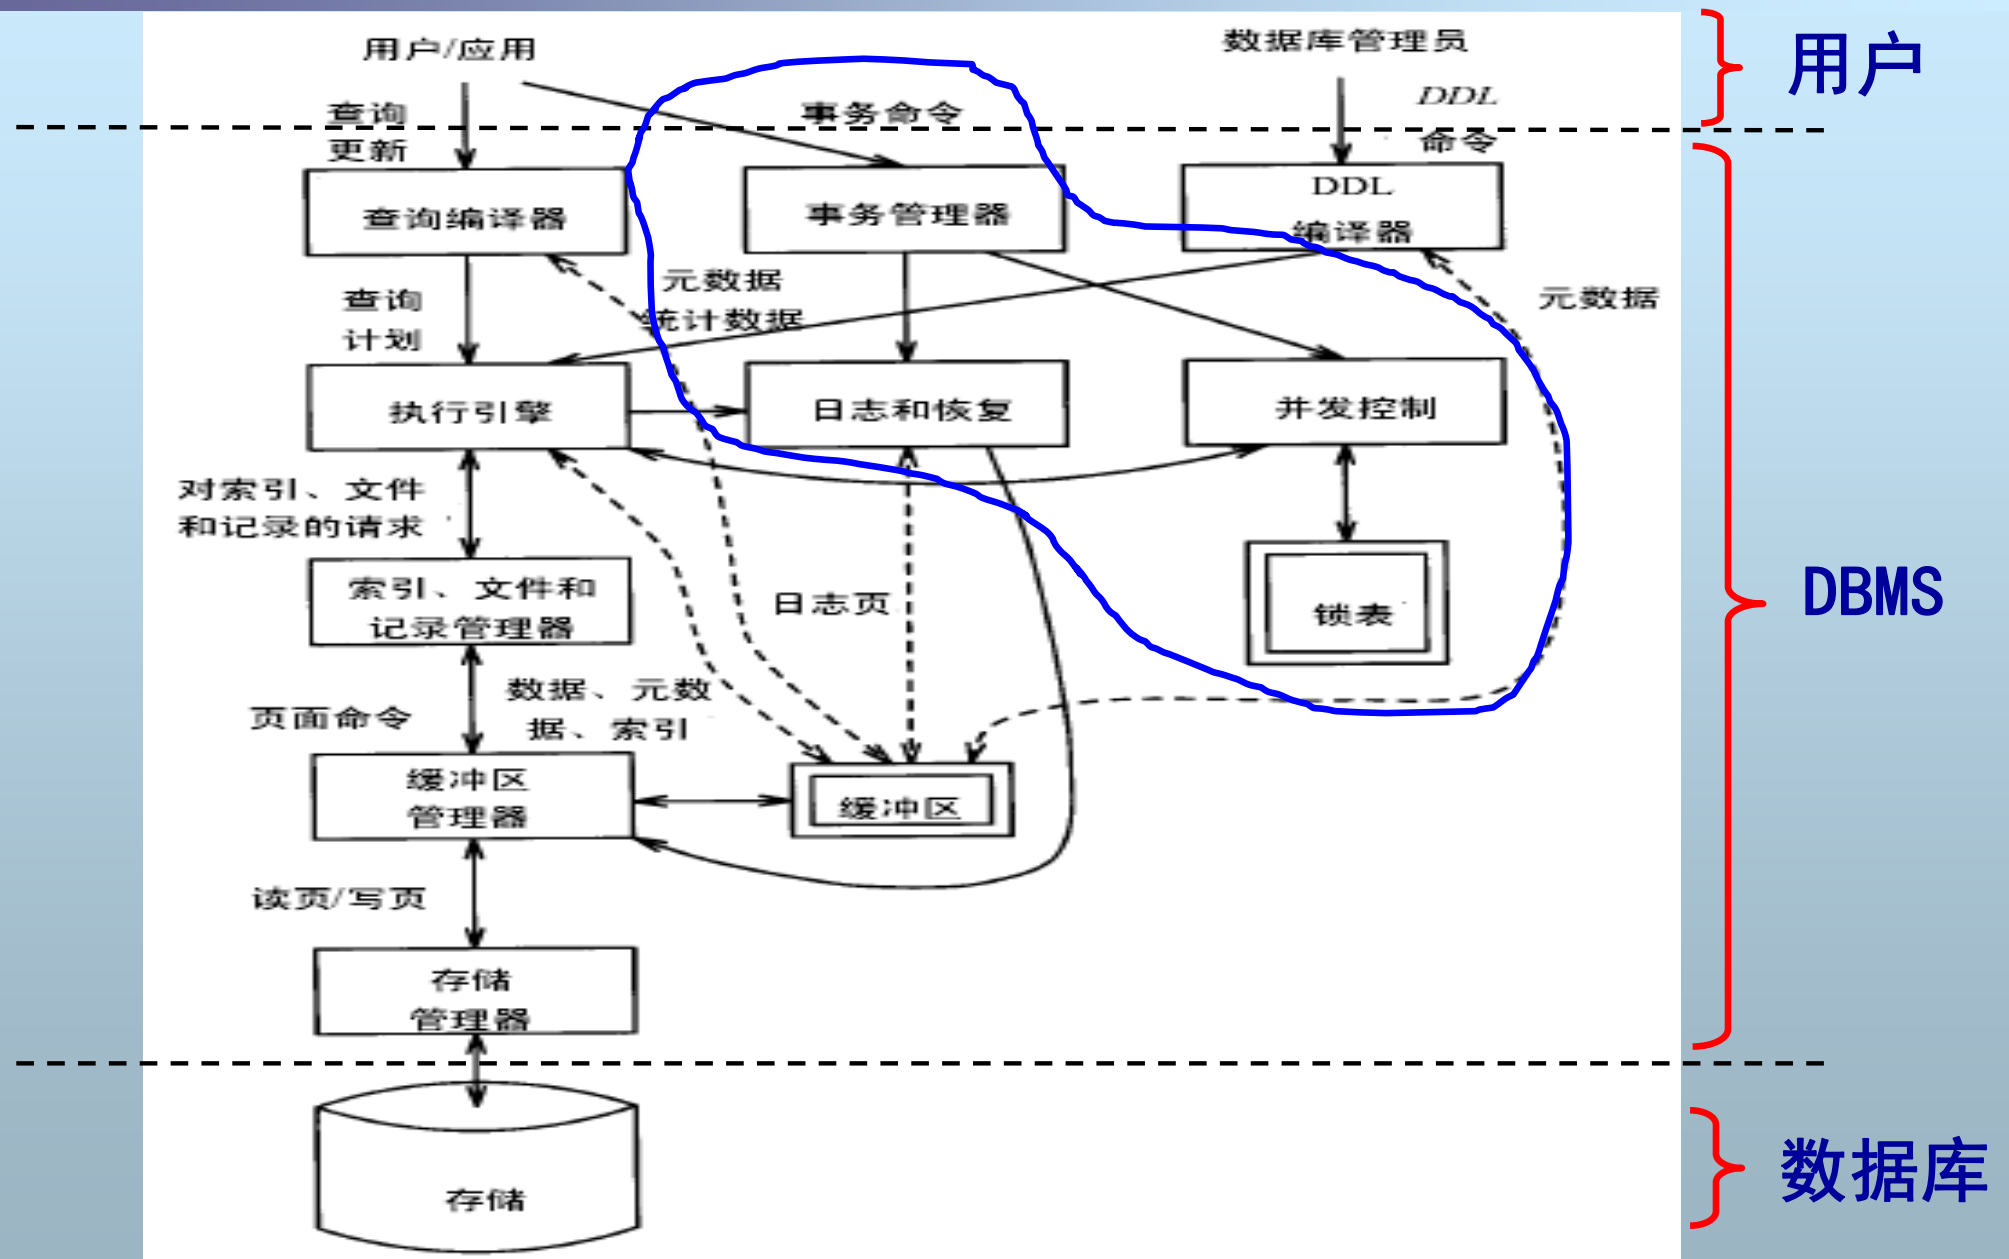 用户/应用
数据库管理员
用户
查询
更新
事务命令
DDL
命令
查询编译器
事务管理器
DDL
编译器
查询
计划
元数据
统计数据
元数据
执行引擎
日志和恢复
并发控制
对索引、文件
和记录的请求
索引、文件和
记录管理器
日志页
锁表
DBMS
页面命令
数据、元数
据、索引
缓冲区
管理器
缓冲区
读页/写页
存储
管理器
存储
数据库